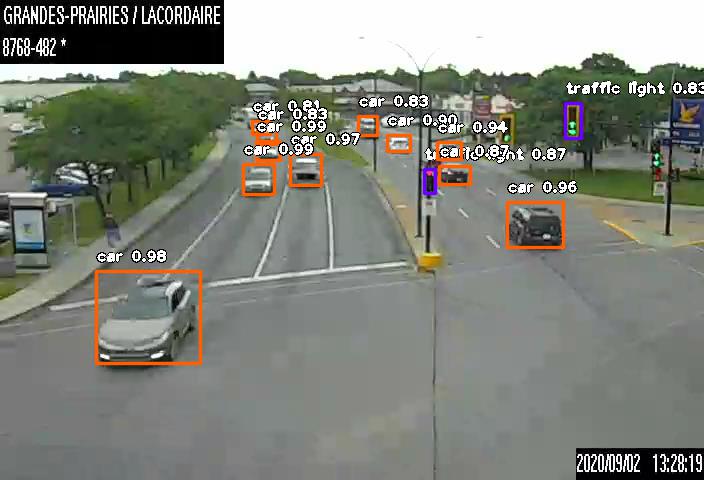 GRANDES-PRAIRIES / LACORDAIRE
8768-482 *
traffic light 0.83
car 0.81
car 0.83
car 0.83
car 0.99
car 0.90
car 0.94
car 0.97
car 0.99
car 0.87
traffic light 0.87
car 0.96
car 0.98
2020/09/02 13:28:19